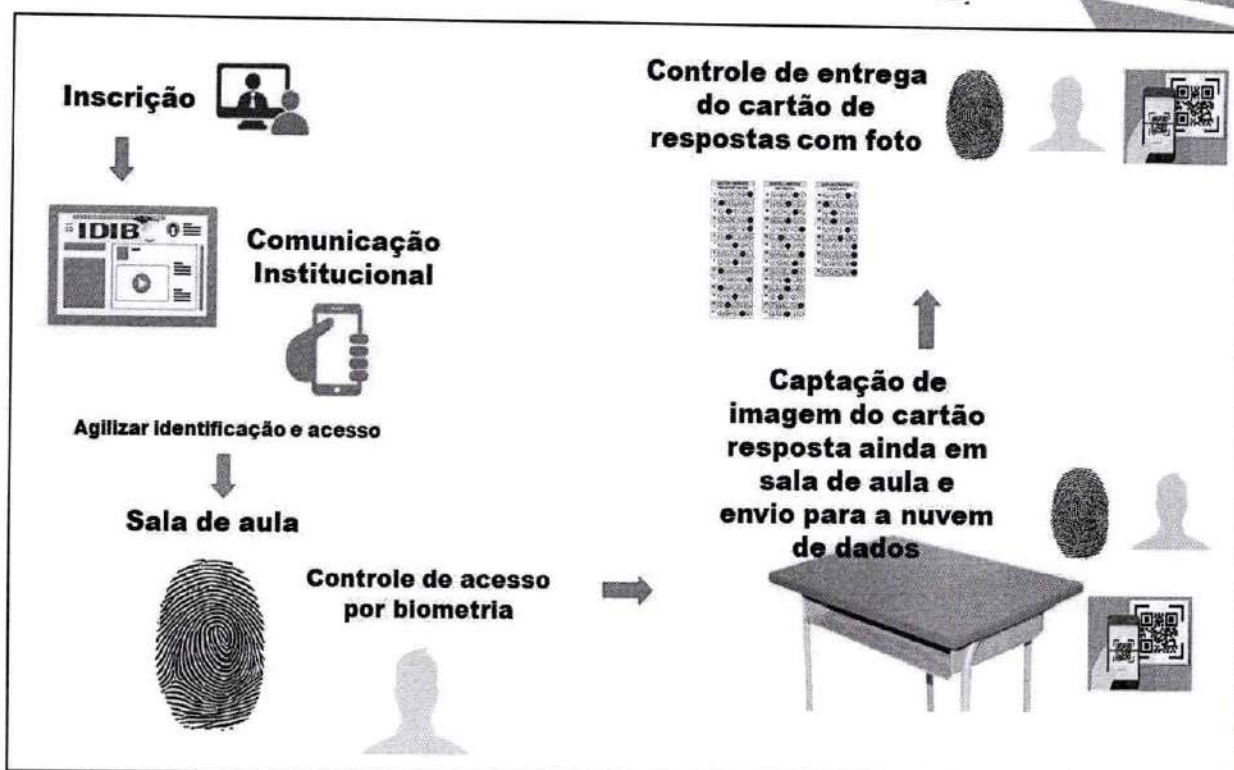 Inscrição
IDIB
Comunicação
Institucional
Agilizar identificação e acesso
Sala de aula
Controle de acesso
por biometria
Captação de
imagem do cartão
resposta ainda em
sala de aula e
envio para a nuvem
de dados
Controle de entrega
do cartão de
respostas com foto